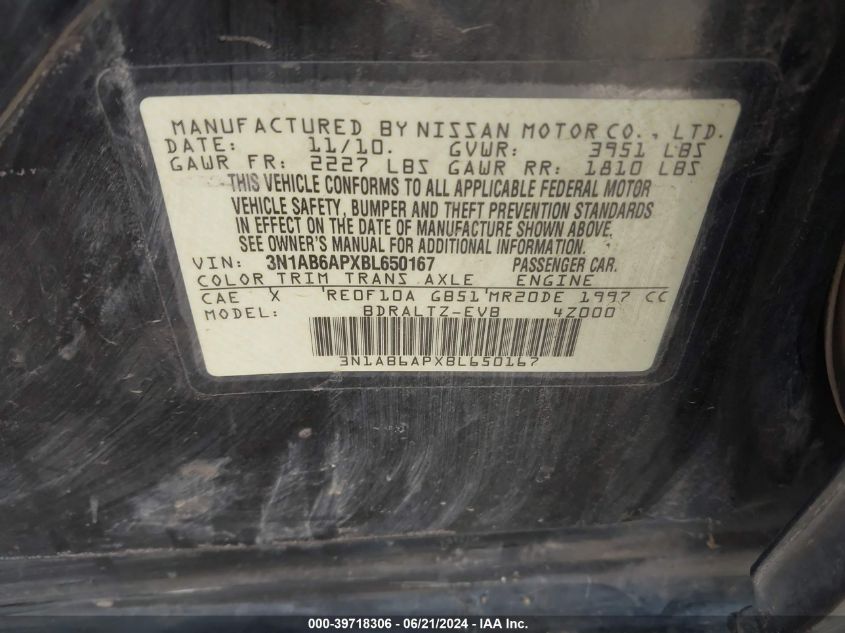 MANUFACTURED BY NISSAN MOTOR CO., LTD.
DATE: 11/10. GVWR: 3951 LBS
GAWR FR: 2227 LBS GAWR RR: 1810 LBS
THIS VEHICLE CONFORMS TO ALL APPLICABLE FEDERAL MOTOR
VEHICLE SAFETY, BUMPER AND THEFT PREVENTION STANDARDS
IN EFFECT ON THE DATE OF MANUFACTURE SHOWN ABOVE.
SEE OWNER'S MANUAL FOR ADDITIONAL INFORMATION
VIN: 3N1AB6APXBL650167 PASSENGER CAR.
COLOR TRIM TRANS AXLE ENGINE
CAE X 'RE0F10A GB51'MR20DE 1997 CC
MODEL: BDRALTZ-EVB 4Z000
3N1AB6APXBL650167
000-39718306 - 06/21/2024 - IAA Inc.